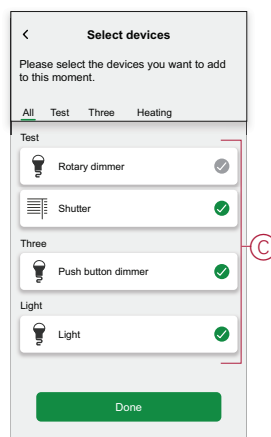 Select devices
Please select the devices you want to add
to this moment.
All Test Three Heating
Test
Rotary dimmer
Shutter
Three
Push button dimmer
Light
Light
Done
C